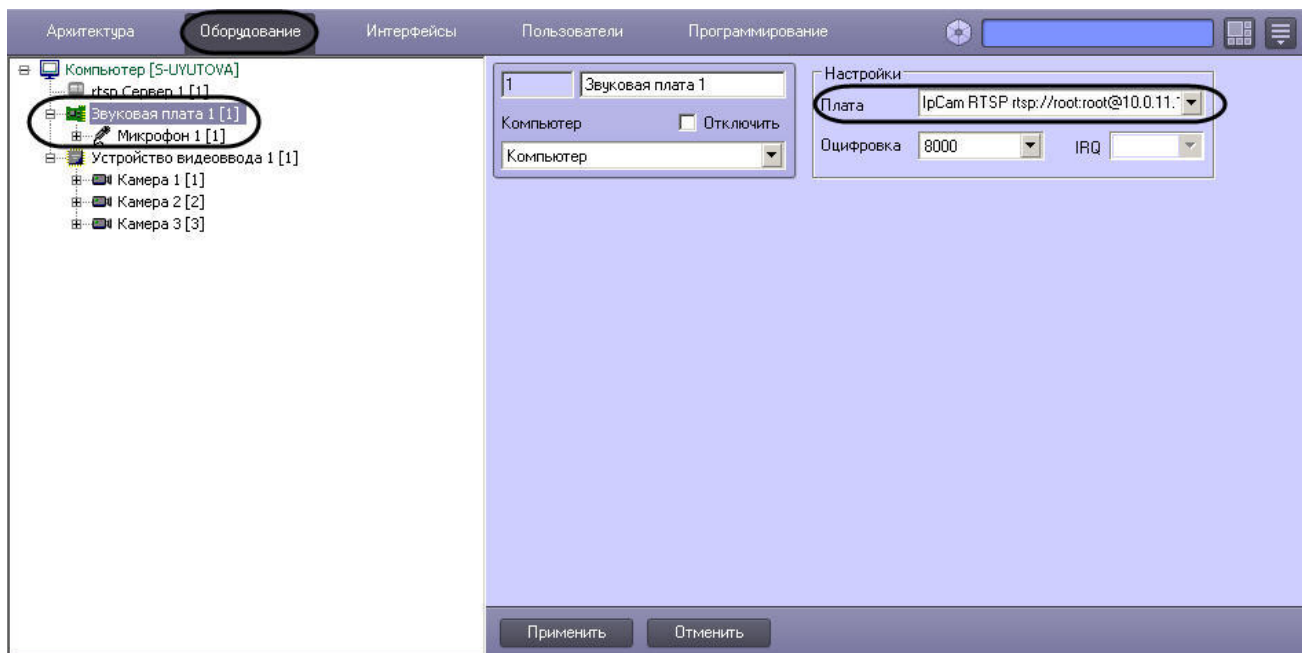 Архитектура Оборудование Интерфейсы Пользователи Программирование
Компьютер [S-UYUTOVA]
rtsp Сервер 1 [1]
Звуковая плата 1 [1]
Микрофон 1 [1]
Устройство видеоввода 1 [1]
Камера 1 [1]
Камера 2 [2]
Камера 3 [3]
1 Звуковая плата 1
Компьютер Отключить
Компьютер
Настройки
Плата IpCam RTSP rtsp://root:root@10.0.11.
Оцифровка 8000 IRQ
Применить Отменить